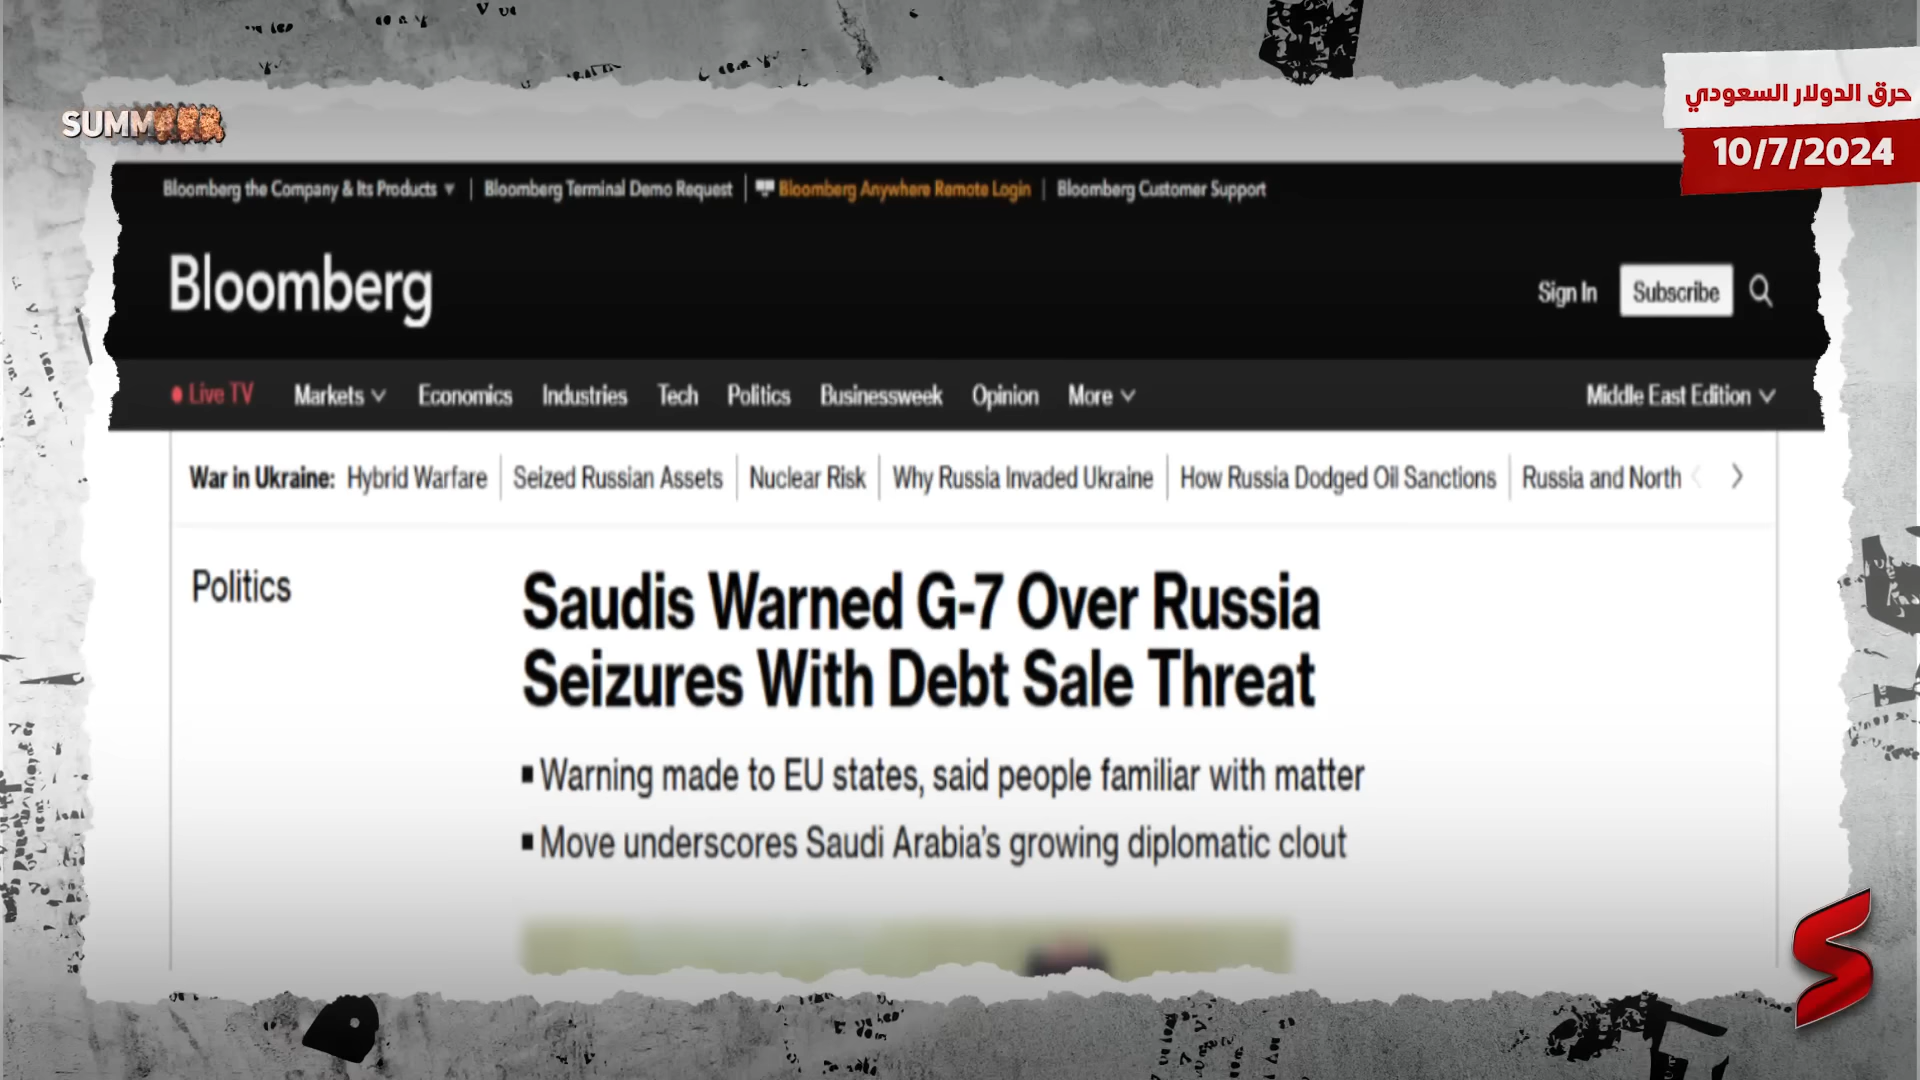 SUMM
حرق الدولار السعودي
10/7/2024
Bloomberg the Company & Its Products
Bloomberg Terminal Demo Request
Bloomberg Anywhere Remote Login
Bloomberg Customer Support
Bloomberg
Sign In
Subscribe
Live TV
Markets
Economics
Industries
Tech
Politics
Businessweek
Opinion
More
Middle East Edition
War in Ukraine:
Hybrid Warfare
Seized Russian Assets
Nuclear Risk
Why Russia Invaded Ukraine
How Russia Dodged Oil Sanctions
Russia and North
Politics
Saudis Warned G-7 Over Russia
Seizures With Debt Sale Threat
Warning made to EU states, said people familiar with matter
Move underscores Saudi Arabia's growing diplomatic clout